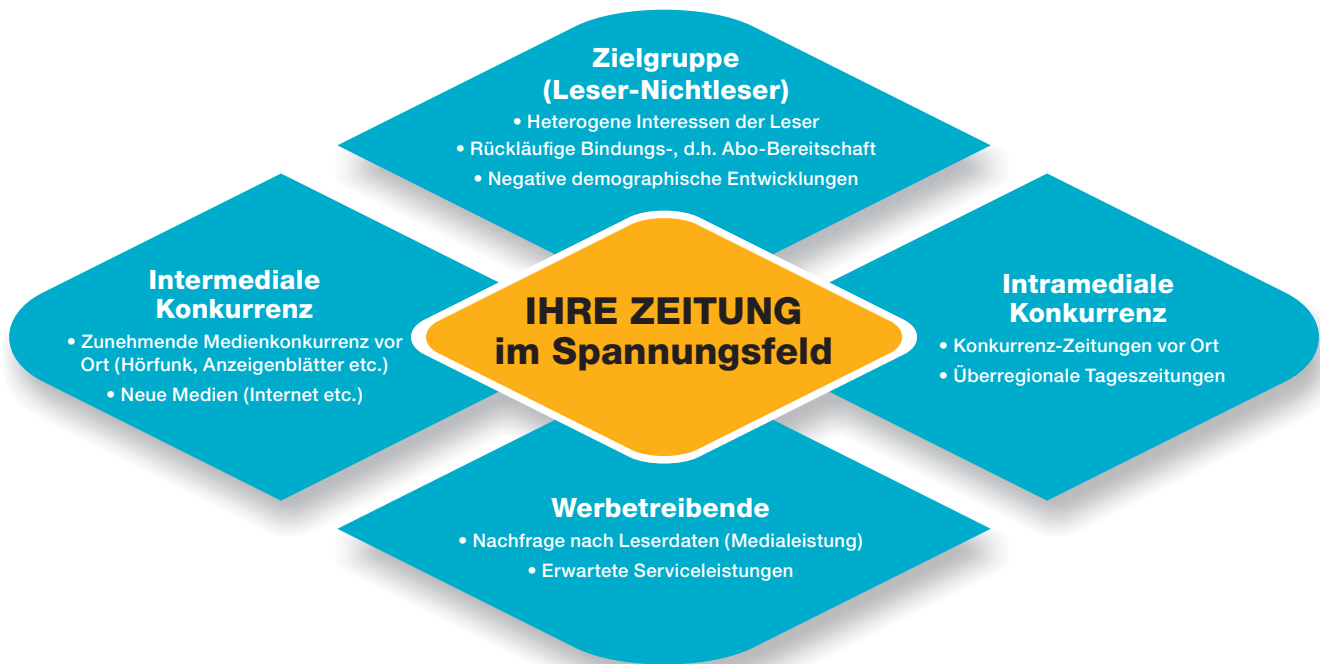 Zielgruppe
(Leser-Nichtleser)
• Heterogene Interessen der Leser
• Rückläufige Bindungs-, d.h. Abo-Bereitschaft
• Negative demographische Entwicklungen
Intermediale
Konkurrenz
• Zunehmende Medienkonkurrenz vor
Ort (Hörfunk, Anzeigenblätter etc.)
• Neue Medien (Internet etc.)
IHRE ZEITUNG
im Spannungsfeld
Intramediale
Konkurrenz
• Konkurrenz-Zeitungen vor Ort
• Überregionale Tageszeitungen
Werbetreibende
• Nachfrage nach Leserdaten (Medialeistung)
• Erwartete Serviceleistungen